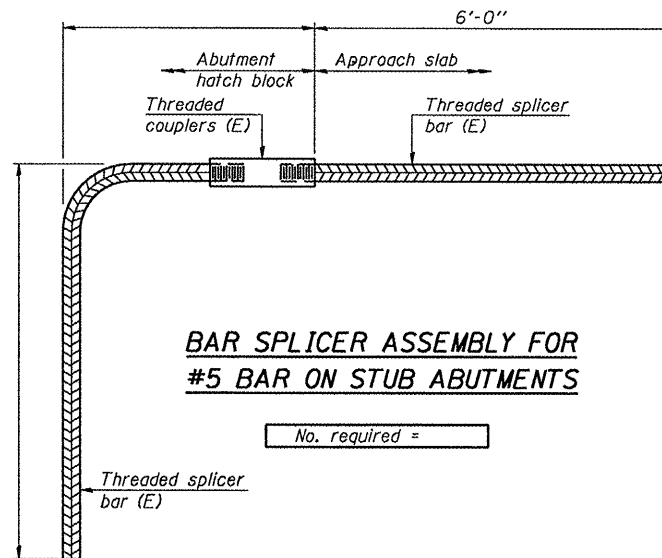 6'-0"
Abutment
hatch block
Approach slab
Threaded
couplers (E)
Threaded splicer
bar (E)
BAR SPLICER ASSEMBLY FOR
#5 BAR ON STUB ABUTMENTS
No. required =
Threaded splicer
bar (E)